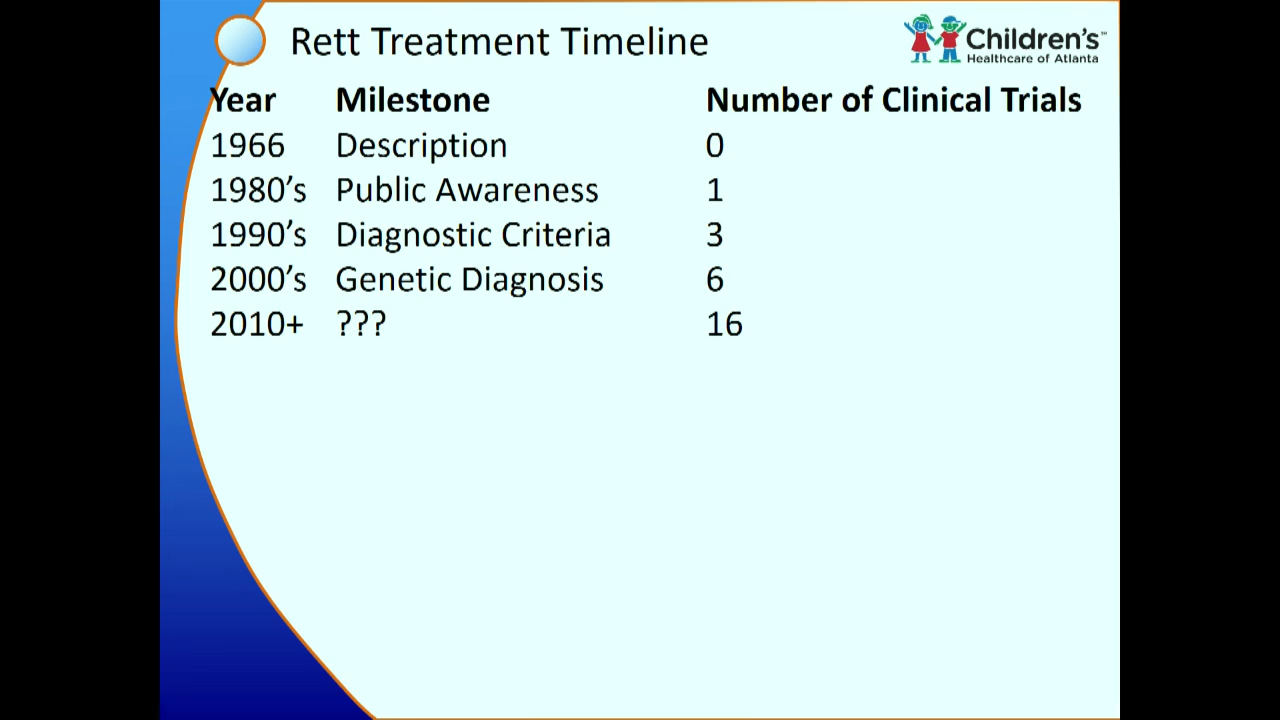 Rett Treatment Timeline
Children's™
Healthcare of Atlanta
Year Milestone Number of Clinical Trials
1966 Description 0
1980's Public Awareness 1
1990's Diagnostic Criteria 3
2000's Genetic Diagnosis 6
2010+ ??? 16